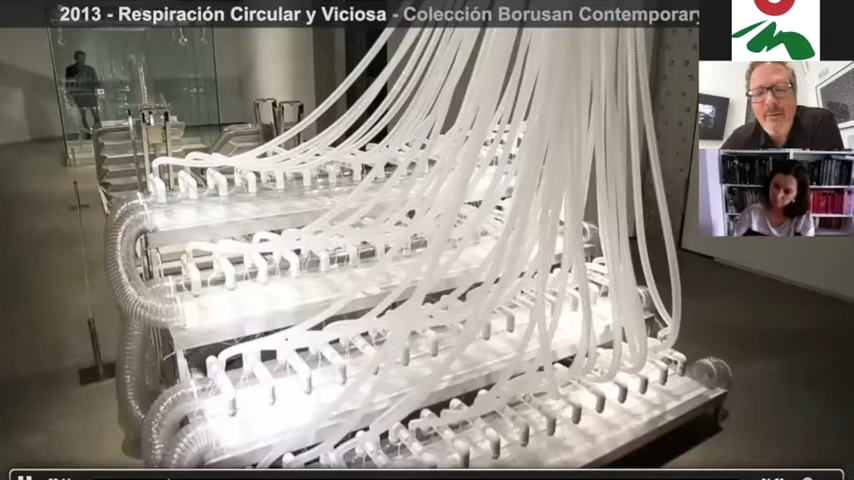 2013 - Respiración Circular y Viciosa - Colección Borusan Contemporary